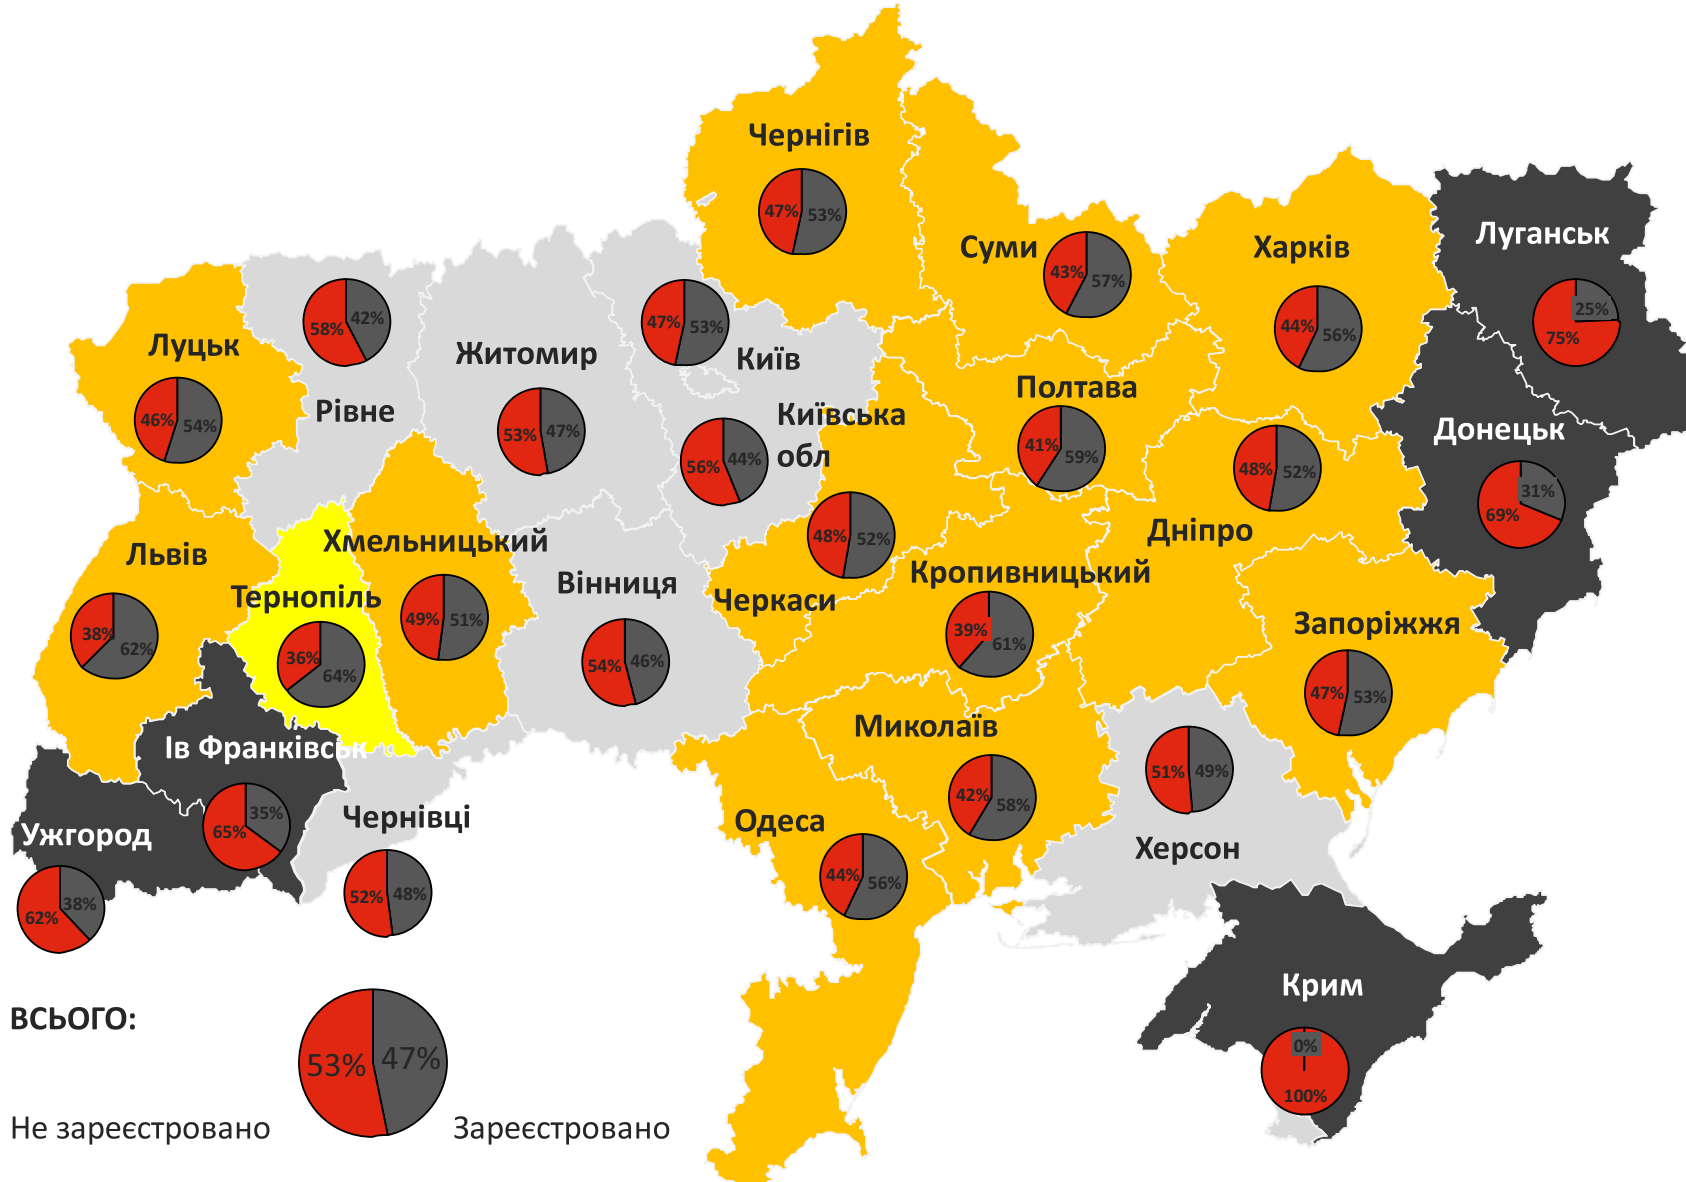 Чернігів
47%
53%
Суми
43%
57%
Харків
44%
56%
Луганськ
25%
75%
58%
42%
Рівне
Луцьк
46%
54%
Житомир
53%
47%
47%
53%
Київ
Київська
обл
56%
44%
Полтава
41%
59%
48%
52%
Дніпро
Донецьк
31%
69%
Львів
38%
62%
Тернопіль
36%
64%
Хмельницький
49%
51%
Вінниця
54%
46%
48%
52%
Черкаси
Кропивницький
39%
61%
Запоріжжя
47%
53%
Ів Франківськ
35%
65%
Ужгород
38%
62%
Чернівці
52%
48%
Миколаїв
42%
58%
Одеса
44%
56%
51%
49%
Херсон
Крим
0%
100%
ВСЬОГО:
53%
47%
Не зареєстровано
Зареєстровано